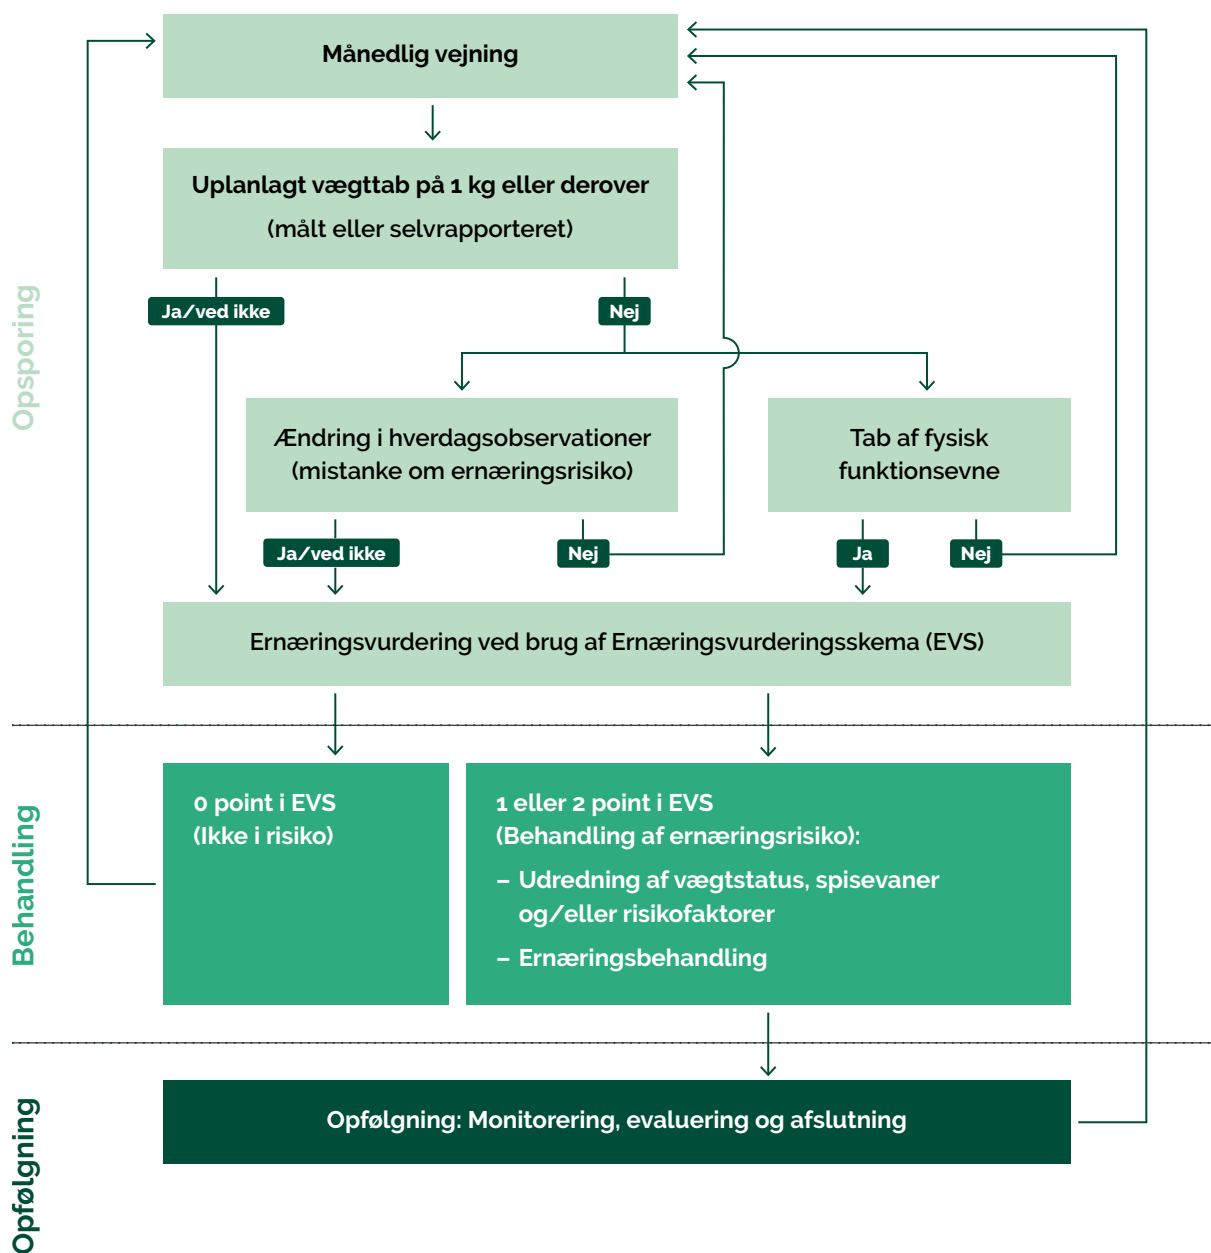 Månedlig vejning
Uplanlagt vægttab på 1 kg eller derover
(målt eller selvrapporteret)
Opsporing
Ja/ved ikke
Nej
Ændring i hverdagsobservationer
(mistanke om ernæringsrisiko)
Tab af fysisk
funktionsevne
Ja/ved ikke
Nej
Ja
Nej
Ernæringsvurdering ved brug af Ernæringsvurderingsskema (EVS)
Behandling
0 point i EVS
(Ikke i risiko)
1 eller 2 point i EVS
(Behandling af ernæringsrisiko):
– Udredning af vægtstatus, spisevaner
og/eller risikofaktorer
– Ernæringsbehandling
Opfølgning
Opfølgning: Monitorering, evaluering og afslutning